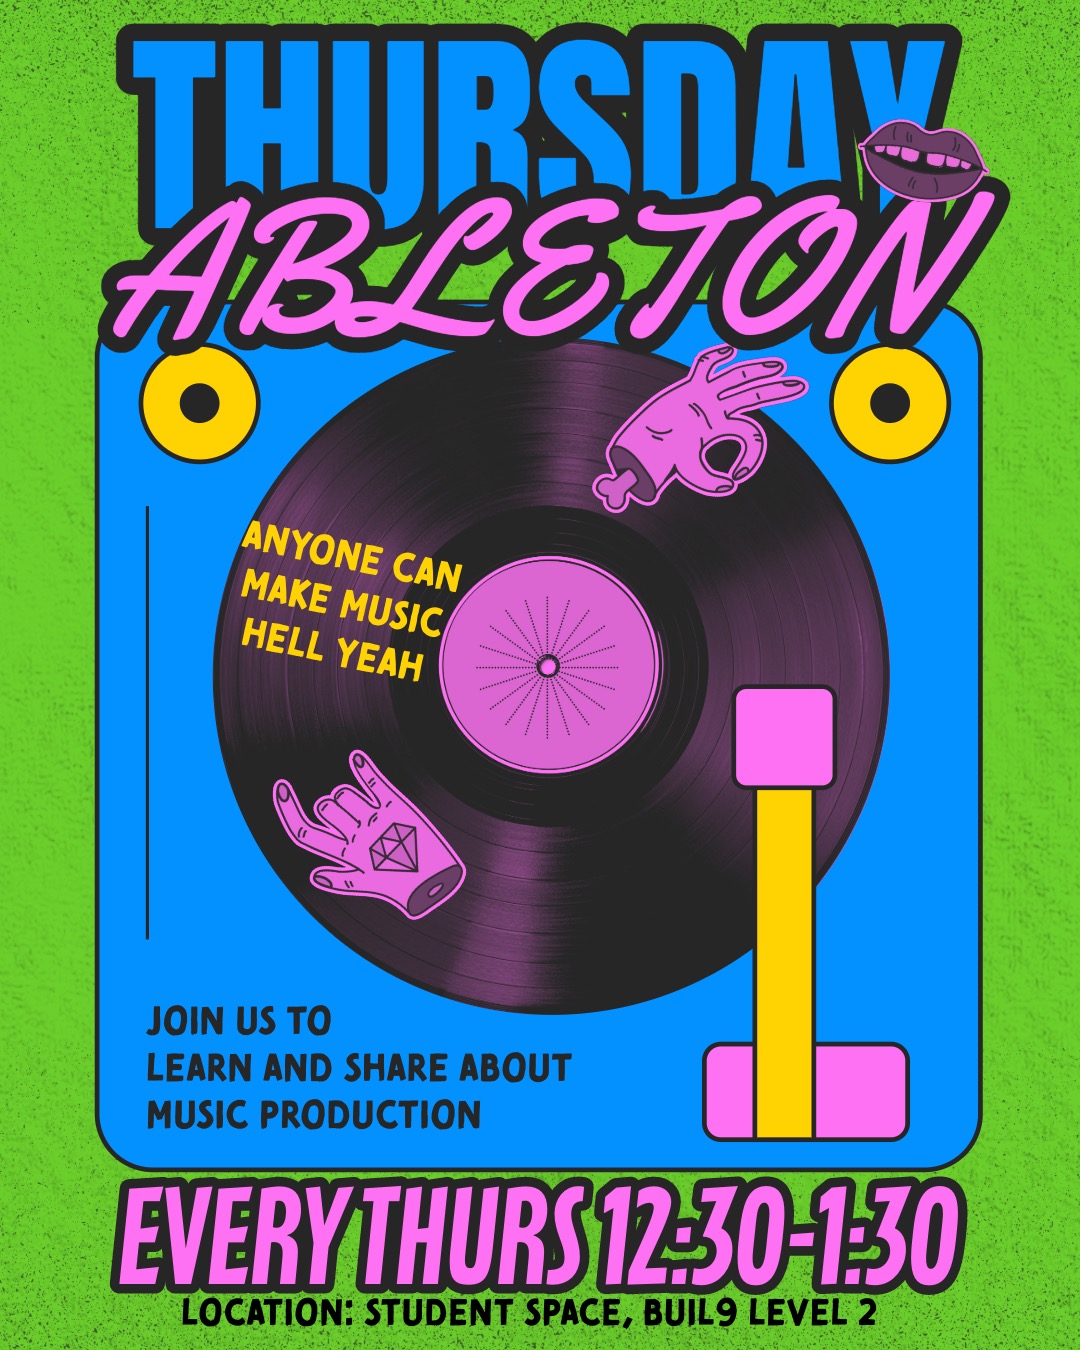 THURSDAY
ABLETON
ANYONE CAN
MAKE MUSIC
HELL YEAH
JOIN US TO
LEARN AND SHARE ABOUT
MUSIC PRODUCTION
EVERY THURS 12:30-1:30
LOCATION: STUDENT SPACE, BUIL9 LEVEL 2